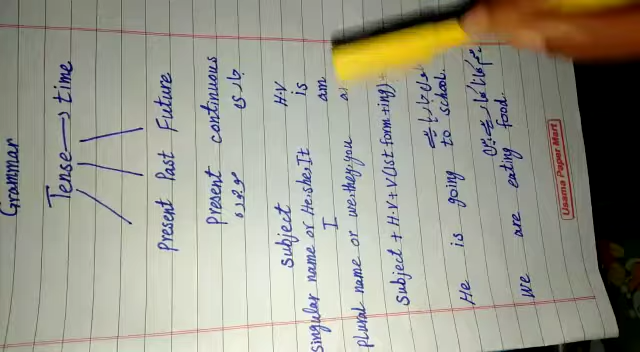 Grammar
Tense → time
Present Past Future
Present continuous
Subject H.V
singular name or He.she.It is
I am
plural name or we.they.you
Subject + H.V + V(1st form + ing)
He is going to school.
We are eating food.
Usama Paper Mart